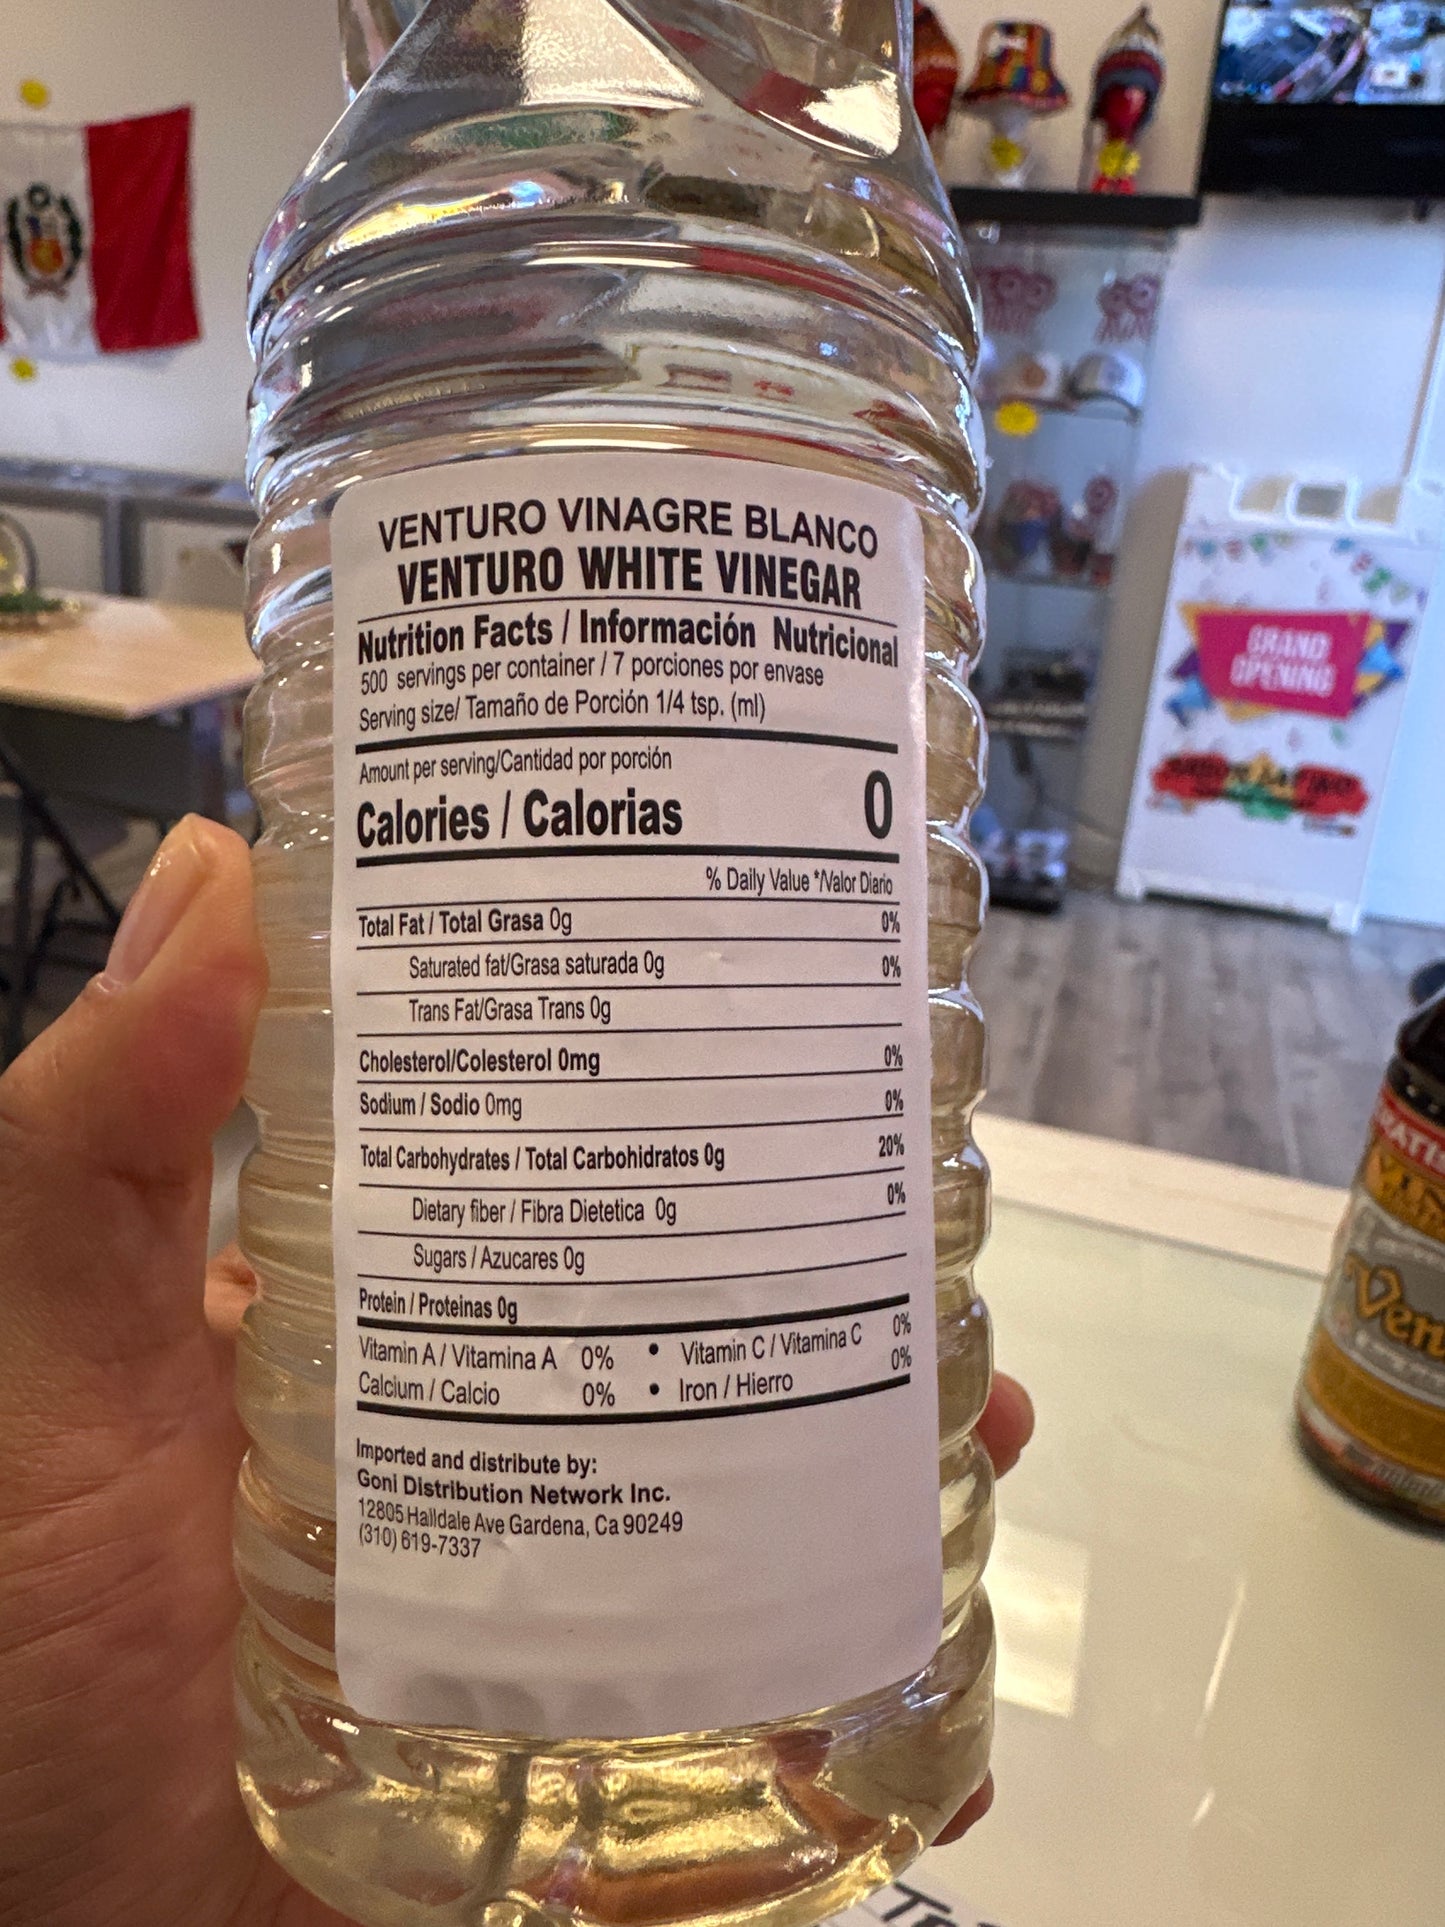 VENTURO VINAGRE BLANCO
VENTURO WHITE VINEGAR
Nutrition Facts / Información Nutricional
500 servings per container / 7 porciones por envase
Serving size/ Tamaño de Porción 1/4 tsp. (ml)
Amount per serving/Cantidad por porción
Calories / Calorias 0
% Daily Value */Valor Diario
Total Fat / Total Grasa 0g 0%
Saturated fat/Grasa saturada 0g 0%
Trans Fat/Grasa Trans 0g
Cholesterol/Colesterol 0mg 0%
Sodium / Sodio 0mg 0%
Total Carbohydrates / Total Carbohidratos 0g 20%
Dietary fiber / Fibra Dietetica 0g 0%
Sugars / Azucares 0g
Protein / Proteinas 0g
Vitamin A / Vitamina A 0% • Vitamin C / Vitamina C 0%
Calcium / Calcio 0% • Iron / Hierro 0%
Imported and distribute by:
Goni Distribution Network Inc.
12805 Halldale Ave Gardena, Ca 90249
(310) 619-7337
GRAND
OPENING